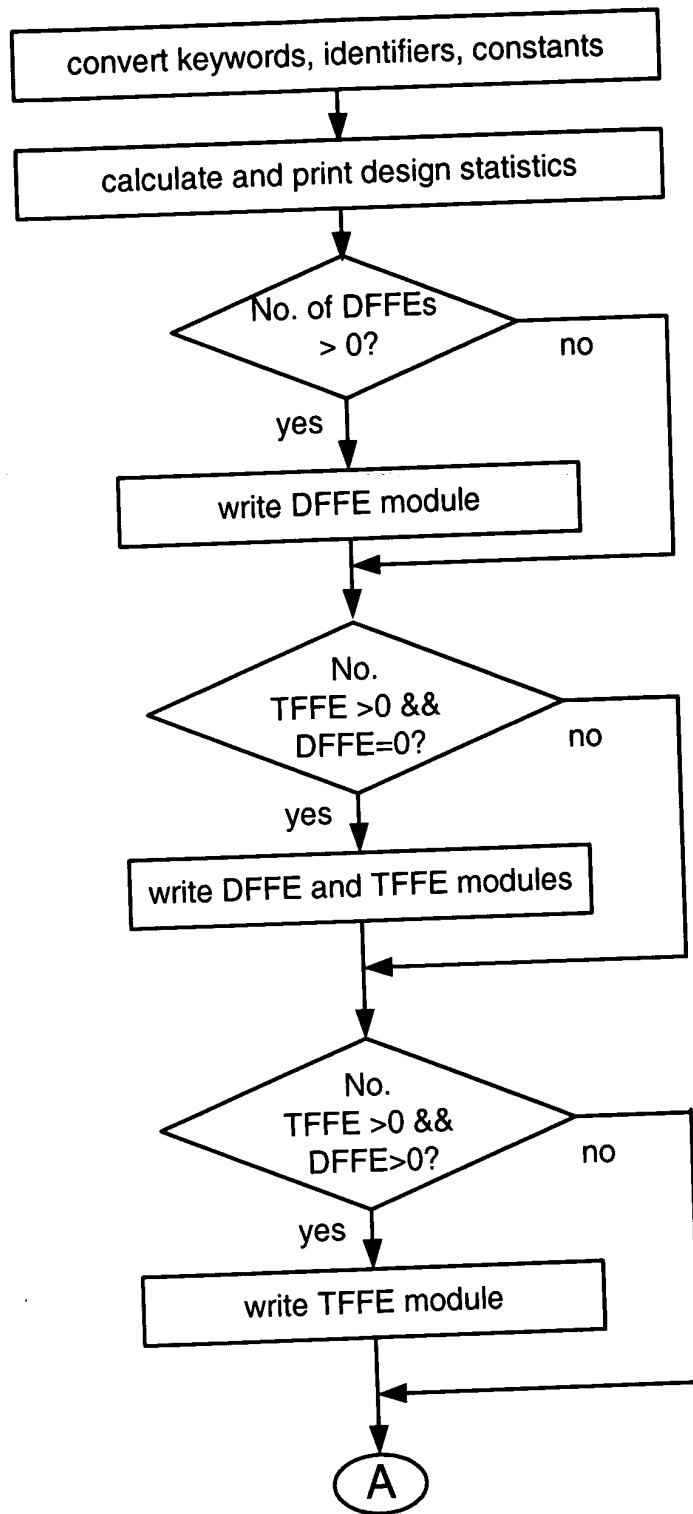 convert keywords, identifiers, constants
calculate and print design statistics
No. of DFFEs
> 0?
no
yes
write DFFE module
No.
TFFE >0 &&
DFFE=0?
no
yes
write DFFE and TFFE modules
No.
TFFE >0 &&
DFFE>0?
no
yes
write TFFE module
A